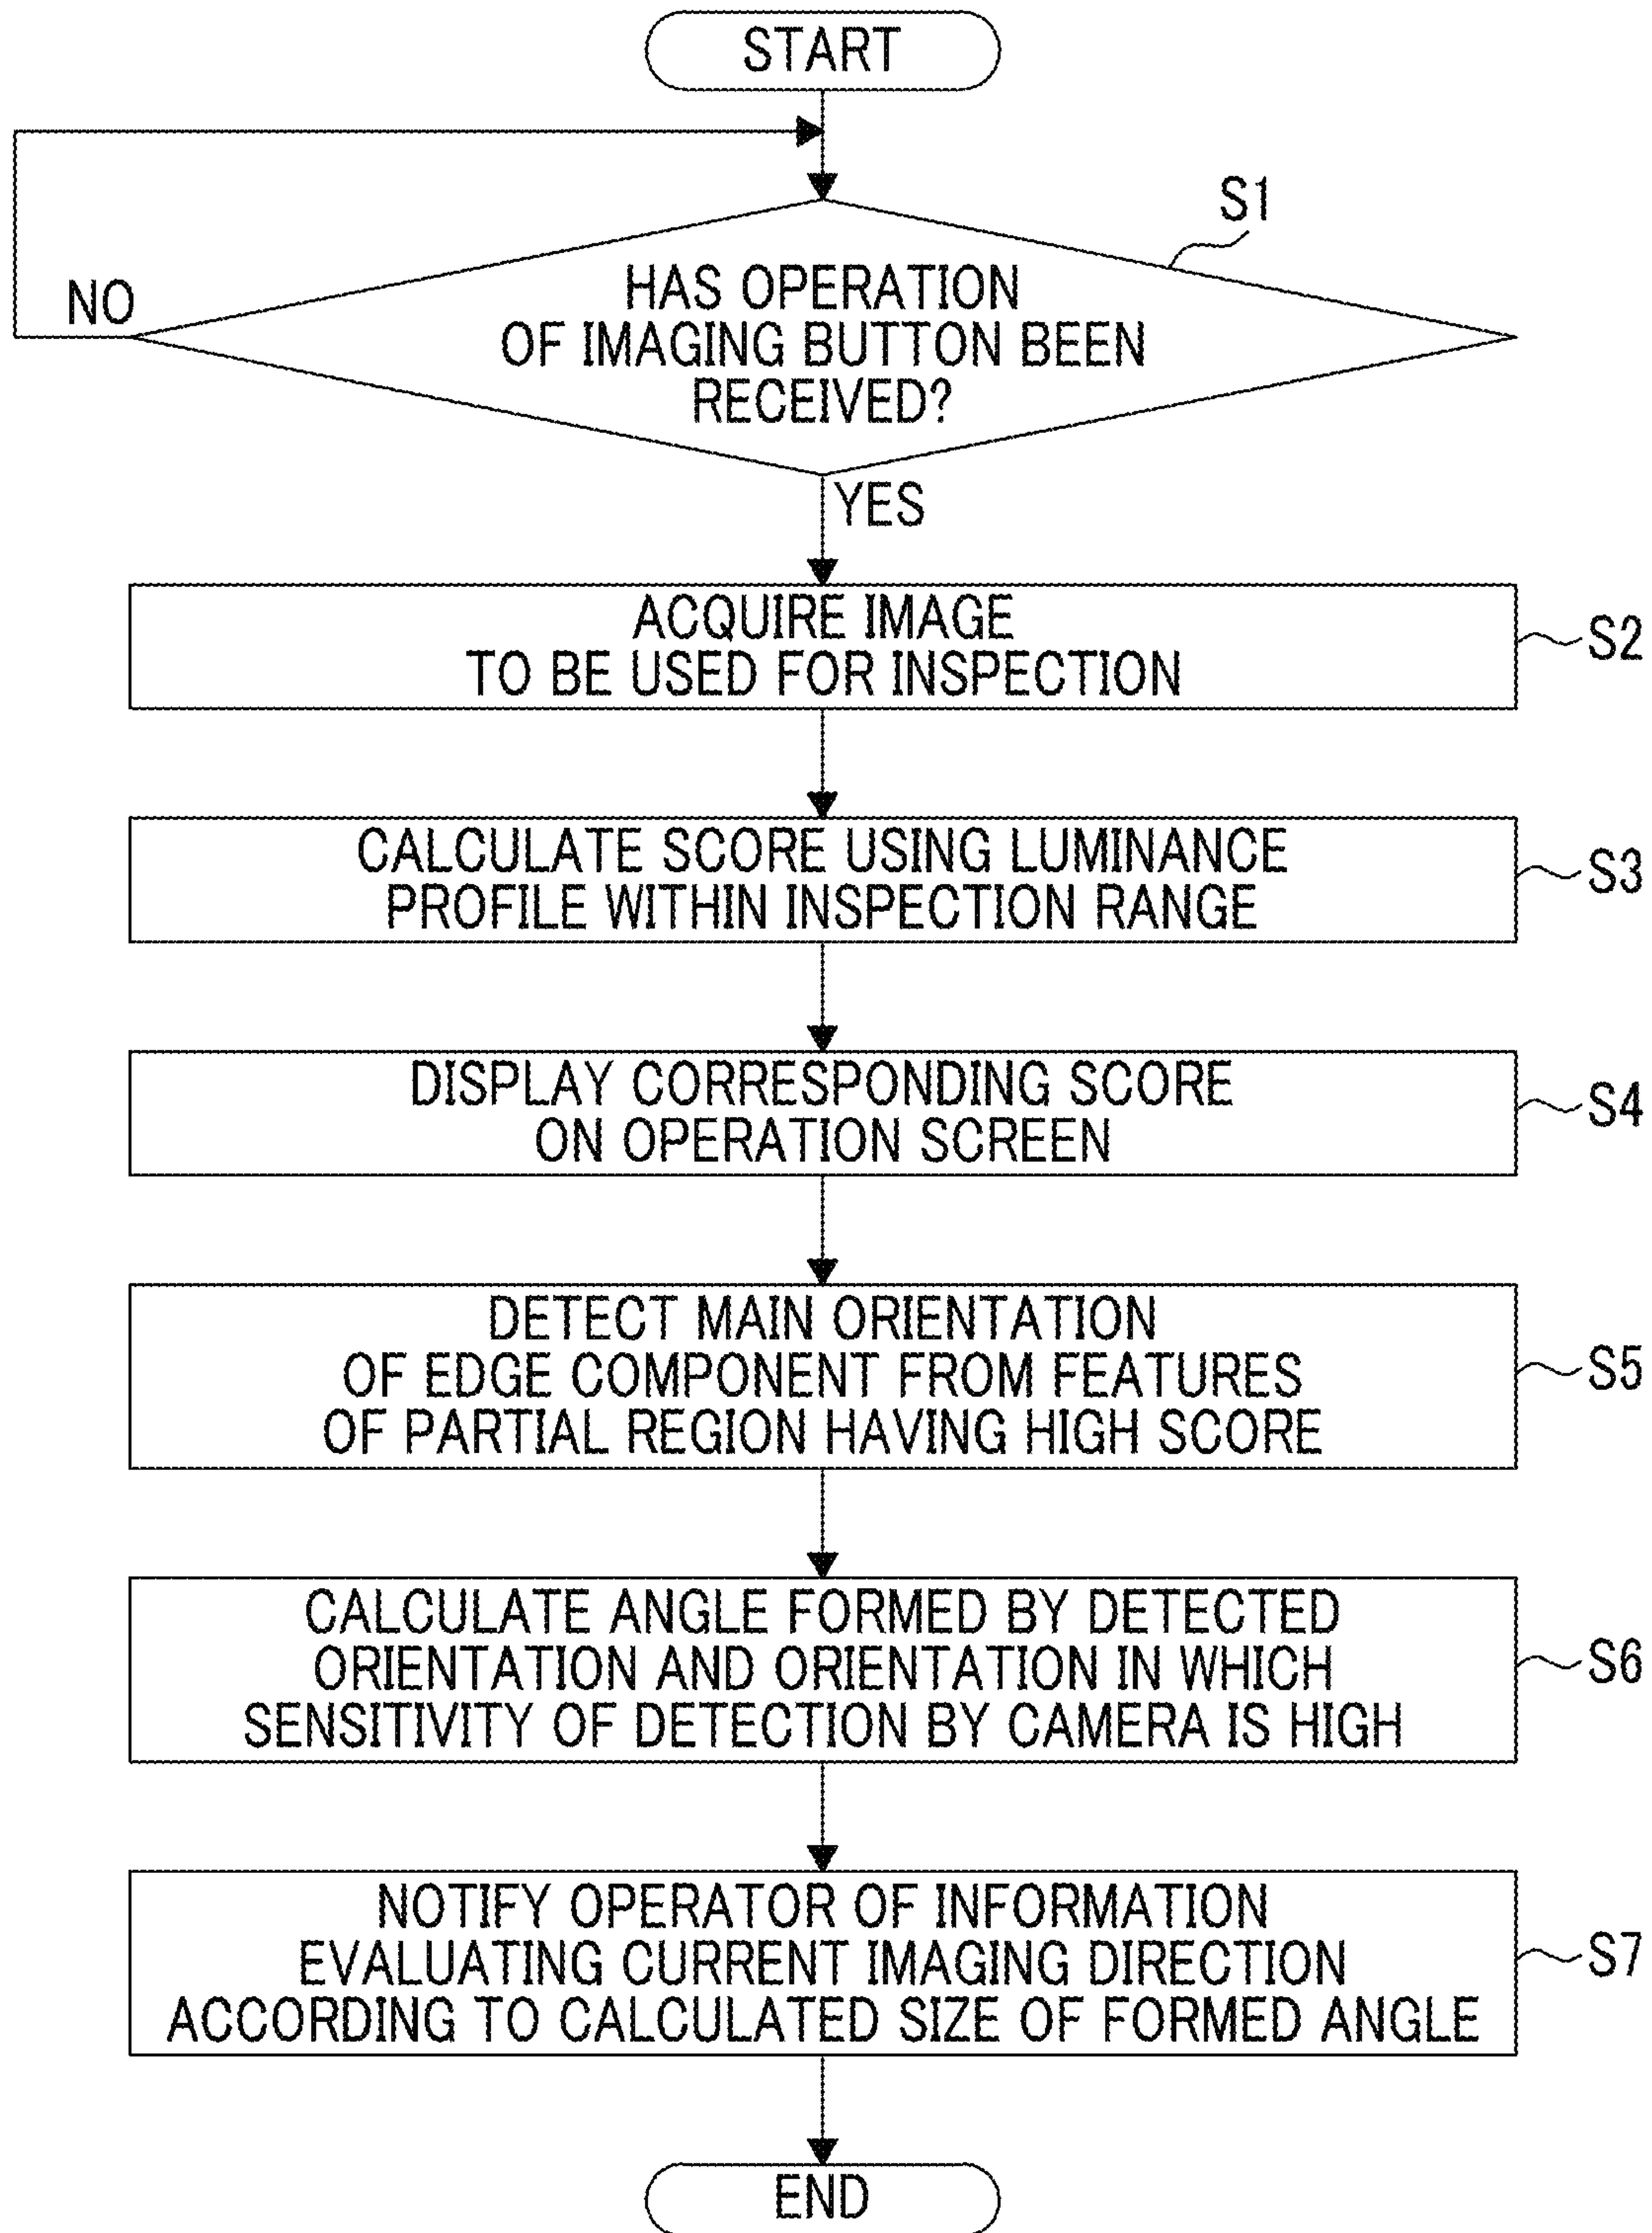 START
S1
HAS OPERATION
OF IMAGING BUTTON BEEN
RECEIVED?
NO
YES
ACQUIRE IMAGE
TO BE USED FOR INSPECTION
S2
CALCULATE SCORE USING LUMINANCE
PROFILE WITHIN INSPECTION RANGE
S3
DISPLAY CORRESPONDING SCORE
ON OPERATION SCREEN
S4
DETECT MAIN ORIENTATION
OF EDGE COMPONENT FROM FEATURES
OF PARTIAL REGION HAVING HIGH SCORE
S5
CALCULATE ANGLE FORMED BY DETECTED
ORIENTATION AND ORIENTATION IN WHICH
SENSITIVITY OF DETECTION BY CAMERA IS HIGH
S6
NOTIFY OPERATOR OF INFORMATION
EVALUATING CURRENT IMAGING DIRECTION
ACCORDING TO CALCULATED SIZE OF FORMED ANGLE
S7
END